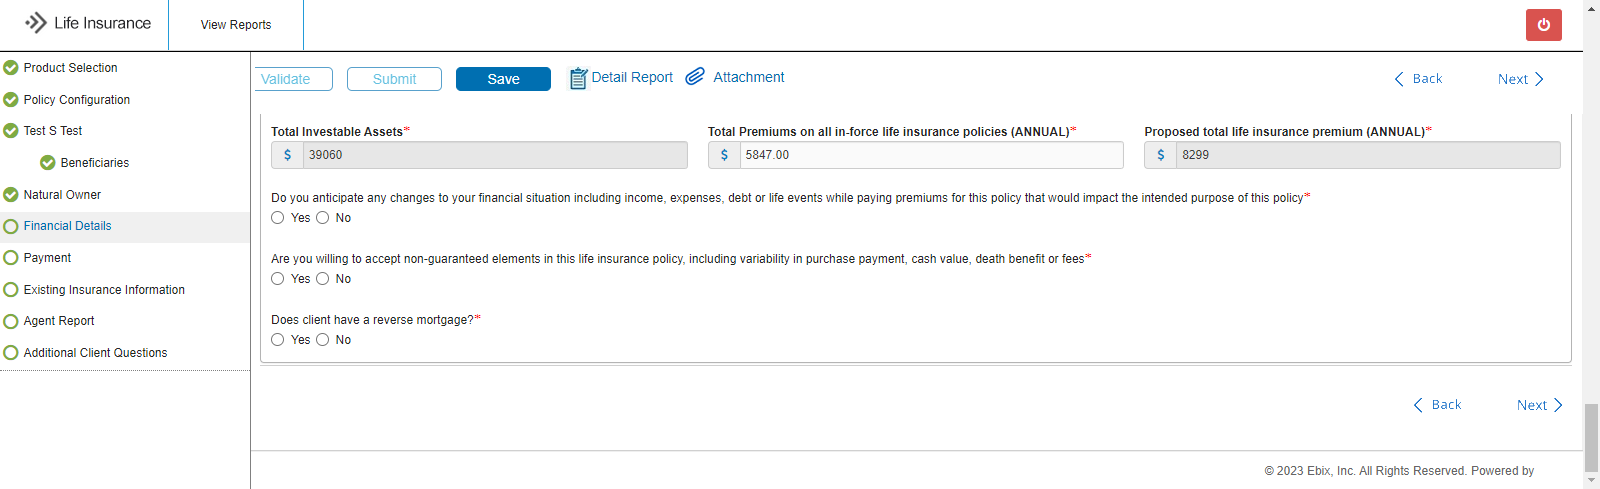 Life Insurance
View Reports
Product Selection
Policy Configuration
Test S Test
Beneficiaries
Natural Owner
Financial Details
Payment
Existing Insurance Information
Agent Report
Additional Client Questions
Validate Submit Save Detail Report Attachment Back Next
Total Investable Assets* Total Premiums on all in-force life insurance policies (ANNUAL)* Proposed total life insurance premium (ANNUAL)*
$ 39060 $ 5847.00 $ 8299
Do you anticipate any changes to your financial situation including income, expenses, debt or life events while paying premiums for this policy that would impact the intended purpose of this policy*
Yes No
Are you willing to accept non-guaranteed elements in this life insurance policy, including variability in purchase payment, cash value, death benefit or fees*
Yes No
Does client have a reverse mortgage?*
Yes No
Back Next
© 2023 Ebix, Inc. All Rights Reserved. Powered by